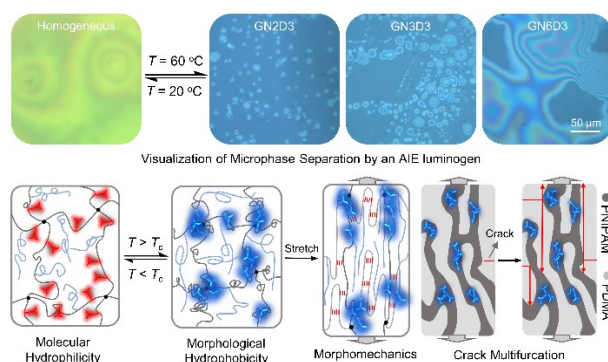 Homogeneous
T = 60 °C
T = 20 °C
GN2D3
GN3D3
GN6D3
50 μm
Visualization of Microphase Separation by an AIE luminogen
T > Tc
T < Tc
Stretch
Crack
PNIPAM
PDMA
Molecular
Hydrophilicity
Morphological
Hydrophobicity
Morphomechanics
Crack Multifurcation